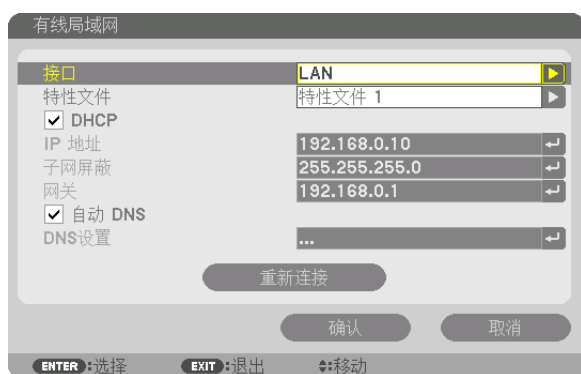 有线局域网
接口 LAN
特性文件 特性文件 1
DHCP
IP 地址 192.168.0.10
子网屏蔽 255.255.255.0
网关 192.168.0.1
自动 DNS
DNS设置 ...
重新连接
确认 取消
ENTER:选择 EXIT:退出 :移动